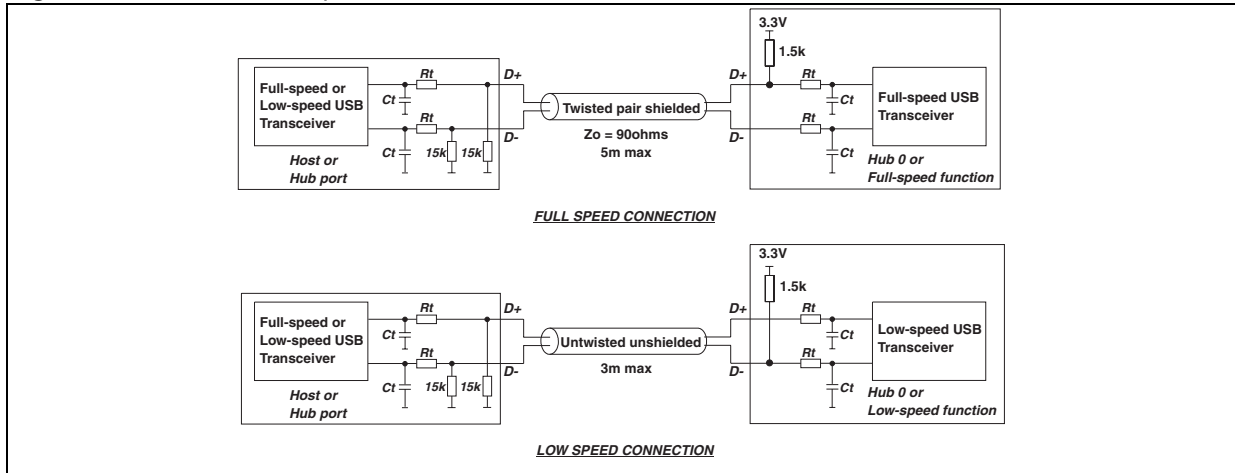 3.3V
1.5k
Full-speed or
Low-speed USB
Transceiver
Ct
Rt
D+
Ct
Rt
15k
15k
D-
Host or
Hub port
Twisted pair shielded
Zo = 90ohms
5m max
D+
Rt
Ct
D-
Rt
Ct
Full-speed USB
Transceiver
Hub 0 or
Full-speed function
FULL SPEED CONNECTION
3.3V
1.5k
Full-speed or
Low-speed USB
Transceiver
Ct
Rt
D+
Ct
Rt
15k
15k
D-
Host or
Hub port
Untwisted unshielded
3m max
D+
Rt
Ct
D-
Rt
Ct
Low-speed USB
Transceiver
Hub 0 or
Low-speed function
LOW SPEED CONNECTION